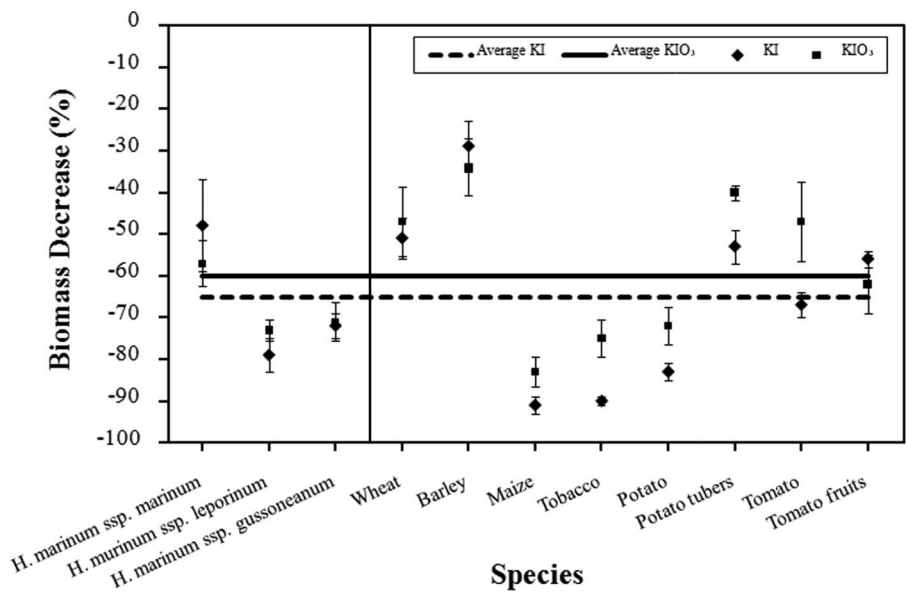 0
-10
-20
-30
-40
-50
-60
-70
-80
-90
-100
Biomass Decrease (%)
Average KI Average KIO₃ KI KIO₃
H. marinum ssp. marinum
H. murinum ssp. leporinum
H. marinum ssp. gussoneanum
Wheat
Barley
Maize
Tobacco
Potato
Potato tubers
Tomato
Tomato fruits
Species